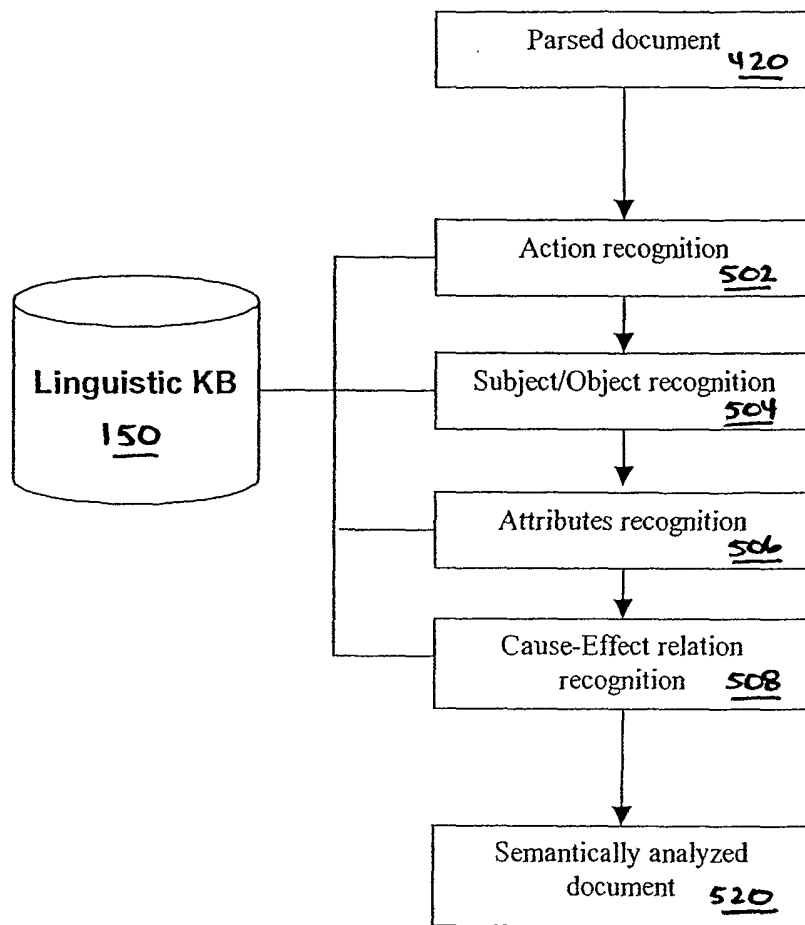 Parsed document
420
Action recognition
502
Linguistic KB
150
Subject/Object recognition
504
Attributes recognition
506
Cause-Effect relation
recognition 508
Semantically analyzed
document 520